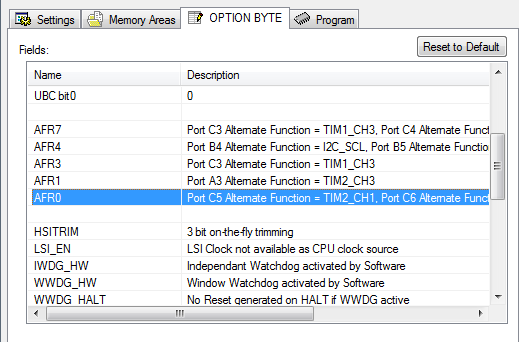 Settings Memory Areas OPTION BYTE Program
Fields: Reset to Default
Name Description
UBC bit0 0
AFR7 Port C3 Alternate Function = TIM1_CH3, Port C4 Alternate Funct
AFR4 Port B4 Alternate Function = I2C_SCL, Port B5 Alternate Function
AFR3 Port C3 Alternate Function = TIM1_CH3
AFR1 Port A3 Alternate Function = TIM2_CH3
AFR0 Port C5 Alternate Function = TIM2_CH1, Port C6 Alternate Function
HSITRIM 3 bit on-the-fly trimming
LSI_EN LSI Clock not available as CPU clock source
IWDG_HW Independant Watchdog activated by Software
WWDG_HW Window Watchdog activated by Software
WWDG_HALT No Reset generated on HALT if WWDG active